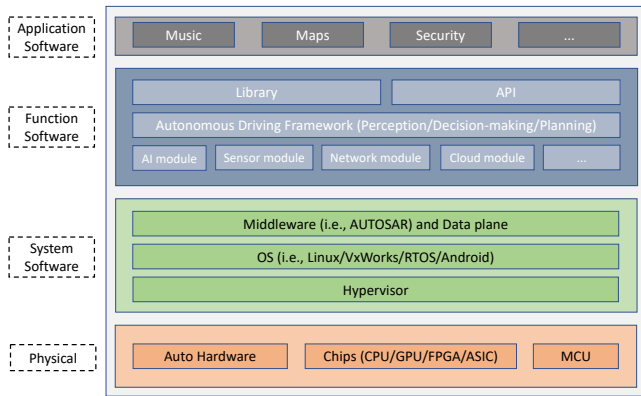 Application
Software
Music
Maps
Security
...
Function
Software
Library
API
Autonomous Driving Framework (Perception/Decision-making/Planning)
AI module
Sensor module
Network module
Cloud module
...
System
Software
Middleware (i.e., AUTOSAR) and Data plane
OS (i.e., Linux/VxWorks/RTOS/Android)
Hypervisor
Physical
Auto Hardware
Chips (CPU/GPU/FPGA/ASIC)
MCU